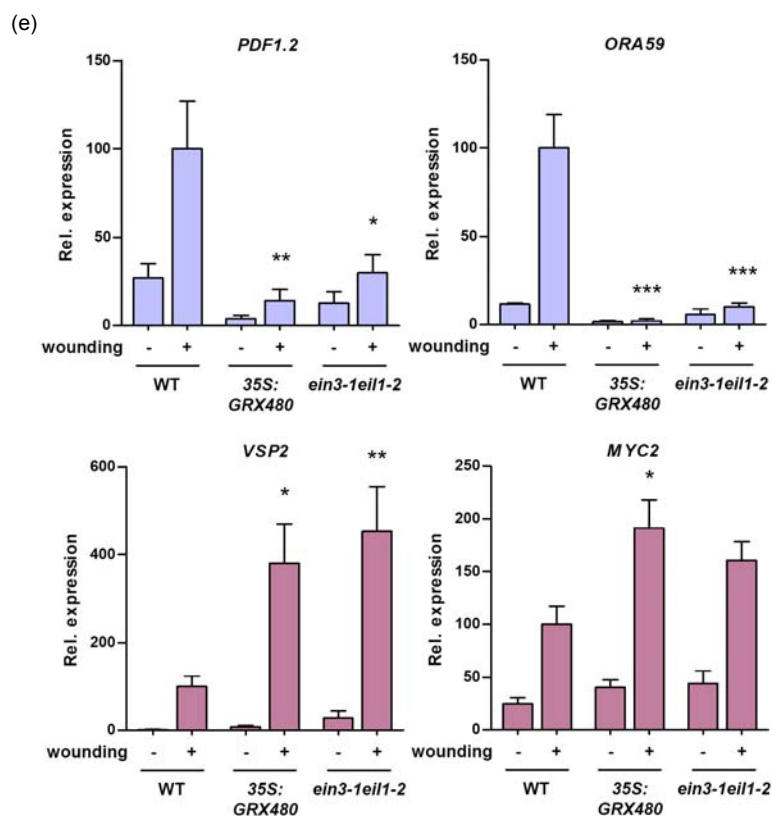 (e)
PDF1.2
Rel. expression
150
100
50
0
wounding - + - + - +
WT 35S: GRX480 ein3-1eil1-2
** *
ORA59
Rel. expression
150
100
50
0
wounding - + - + - +
WT 35S: GRX480 ein3-1eil1-2
*** ***
VSP2
Rel. expression
600
400
200
0
wounding - + - + - +
WT 35S: GRX480 ein3-1eil1-2
* **
MYC2
Rel. expression
250
200
150
100
50
0
wounding - + - + - +
WT 35S: GRX480 ein3-1eil1-2
*